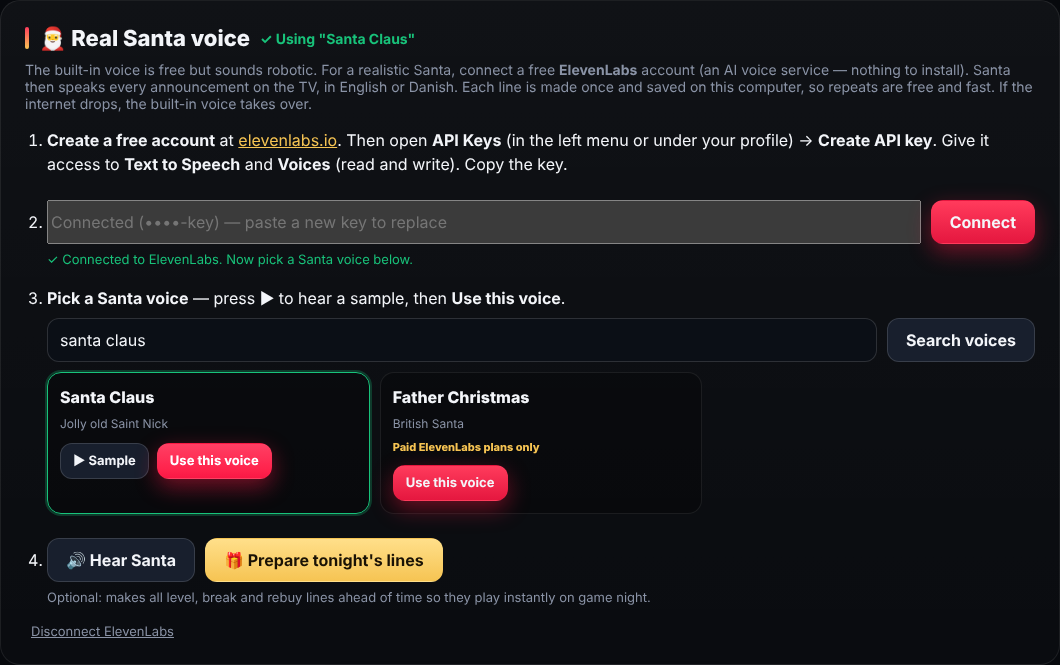 🎅 Real Santa voice ✓ Using "Santa Claus"
The built-in voice is free but sounds robotic. For a realistic Santa, connect a free ElevenLabs account (an AI voice service — nothing to install). Santa
then speaks every announcement on the TV, in English or Danish. Each line is made once and saved on this computer, so repeats are free and fast. If the
internet drops, the built-in voice takes over.
1. Create a free account at elevenlabs.io. Then open API Keys (in the left menu or under your profile) → Create API key. Give it
access to Text to Speech and Voices (read and write). Copy the key.
2. Connected (••••-key) — paste a new key to replace Connect
✓ Connected to ElevenLabs. Now pick a Santa voice below.
3. Pick a Santa voice — press ▶ to hear a sample, then Use this voice.
santa claus Search voices
Santa Claus
Jolly old Saint Nick
▶ Sample Use this voice
Father Christmas
British Santa
Paid ElevenLabs plans only
Use this voice
4. 🔊 Hear Santa 🎁 Prepare tonight's lines
Optional: makes all level, break and rebuy lines ahead of time so they play instantly on game night.
Disconnect ElevenLabs